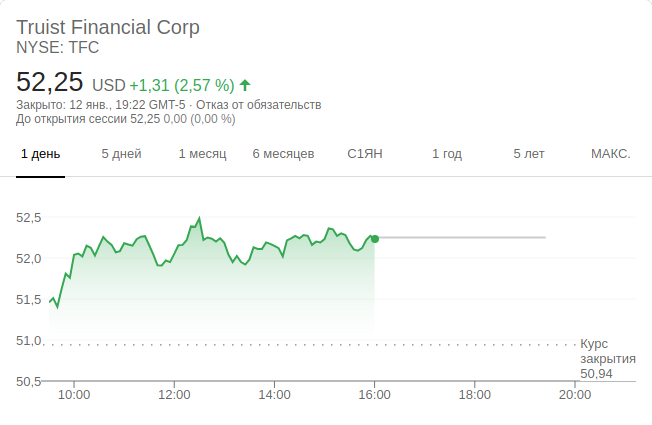 Truist Financial Corp
NYSE: TFC
52,25 USD +1,31 (2,57 %)
Закрыто: 12 янв., 19:22 GMT-5 · Отказ от обязательств
До открытия сессии 52,25 0,00 (0,00 %)
1 день 5 дней 1 месяц 6 месяцев С1ЯН 1 год 5 лет МАКС.
52,5
52,0
51,5
51,0
Курс
закрытия
50,94
50,5
10:00 12:00 14:00 16:00 18:00 20:00